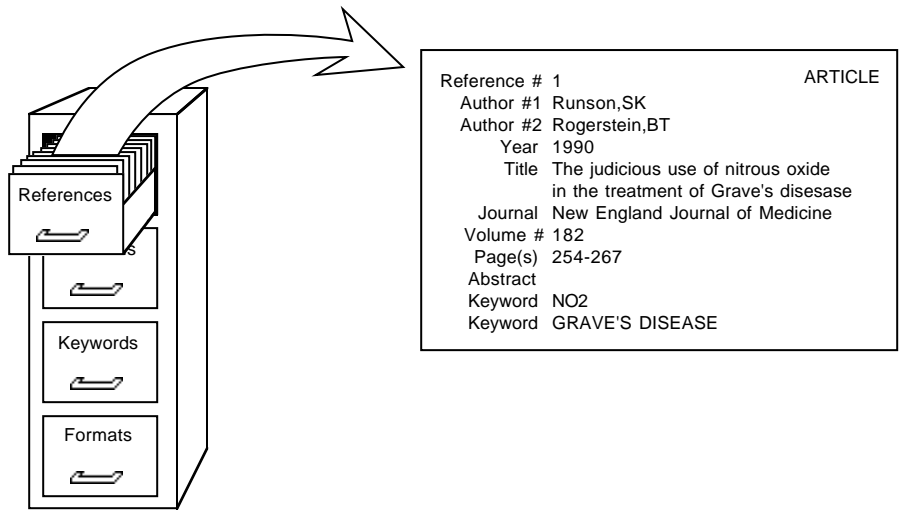 References
Keywords
Formats
ARTICLE
Reference # 1
Author #1 Runson,SK
Author #2 Rogerstein,BT
Year 1990
Title The judicious use of nitrous oxide
in the treatment of Grave's disesase
Journal New England Journal of Medicine
Volume # 182
Page(s) 254-267
Abstract
Keyword NO2
Keyword GRAVE'S DISEASE